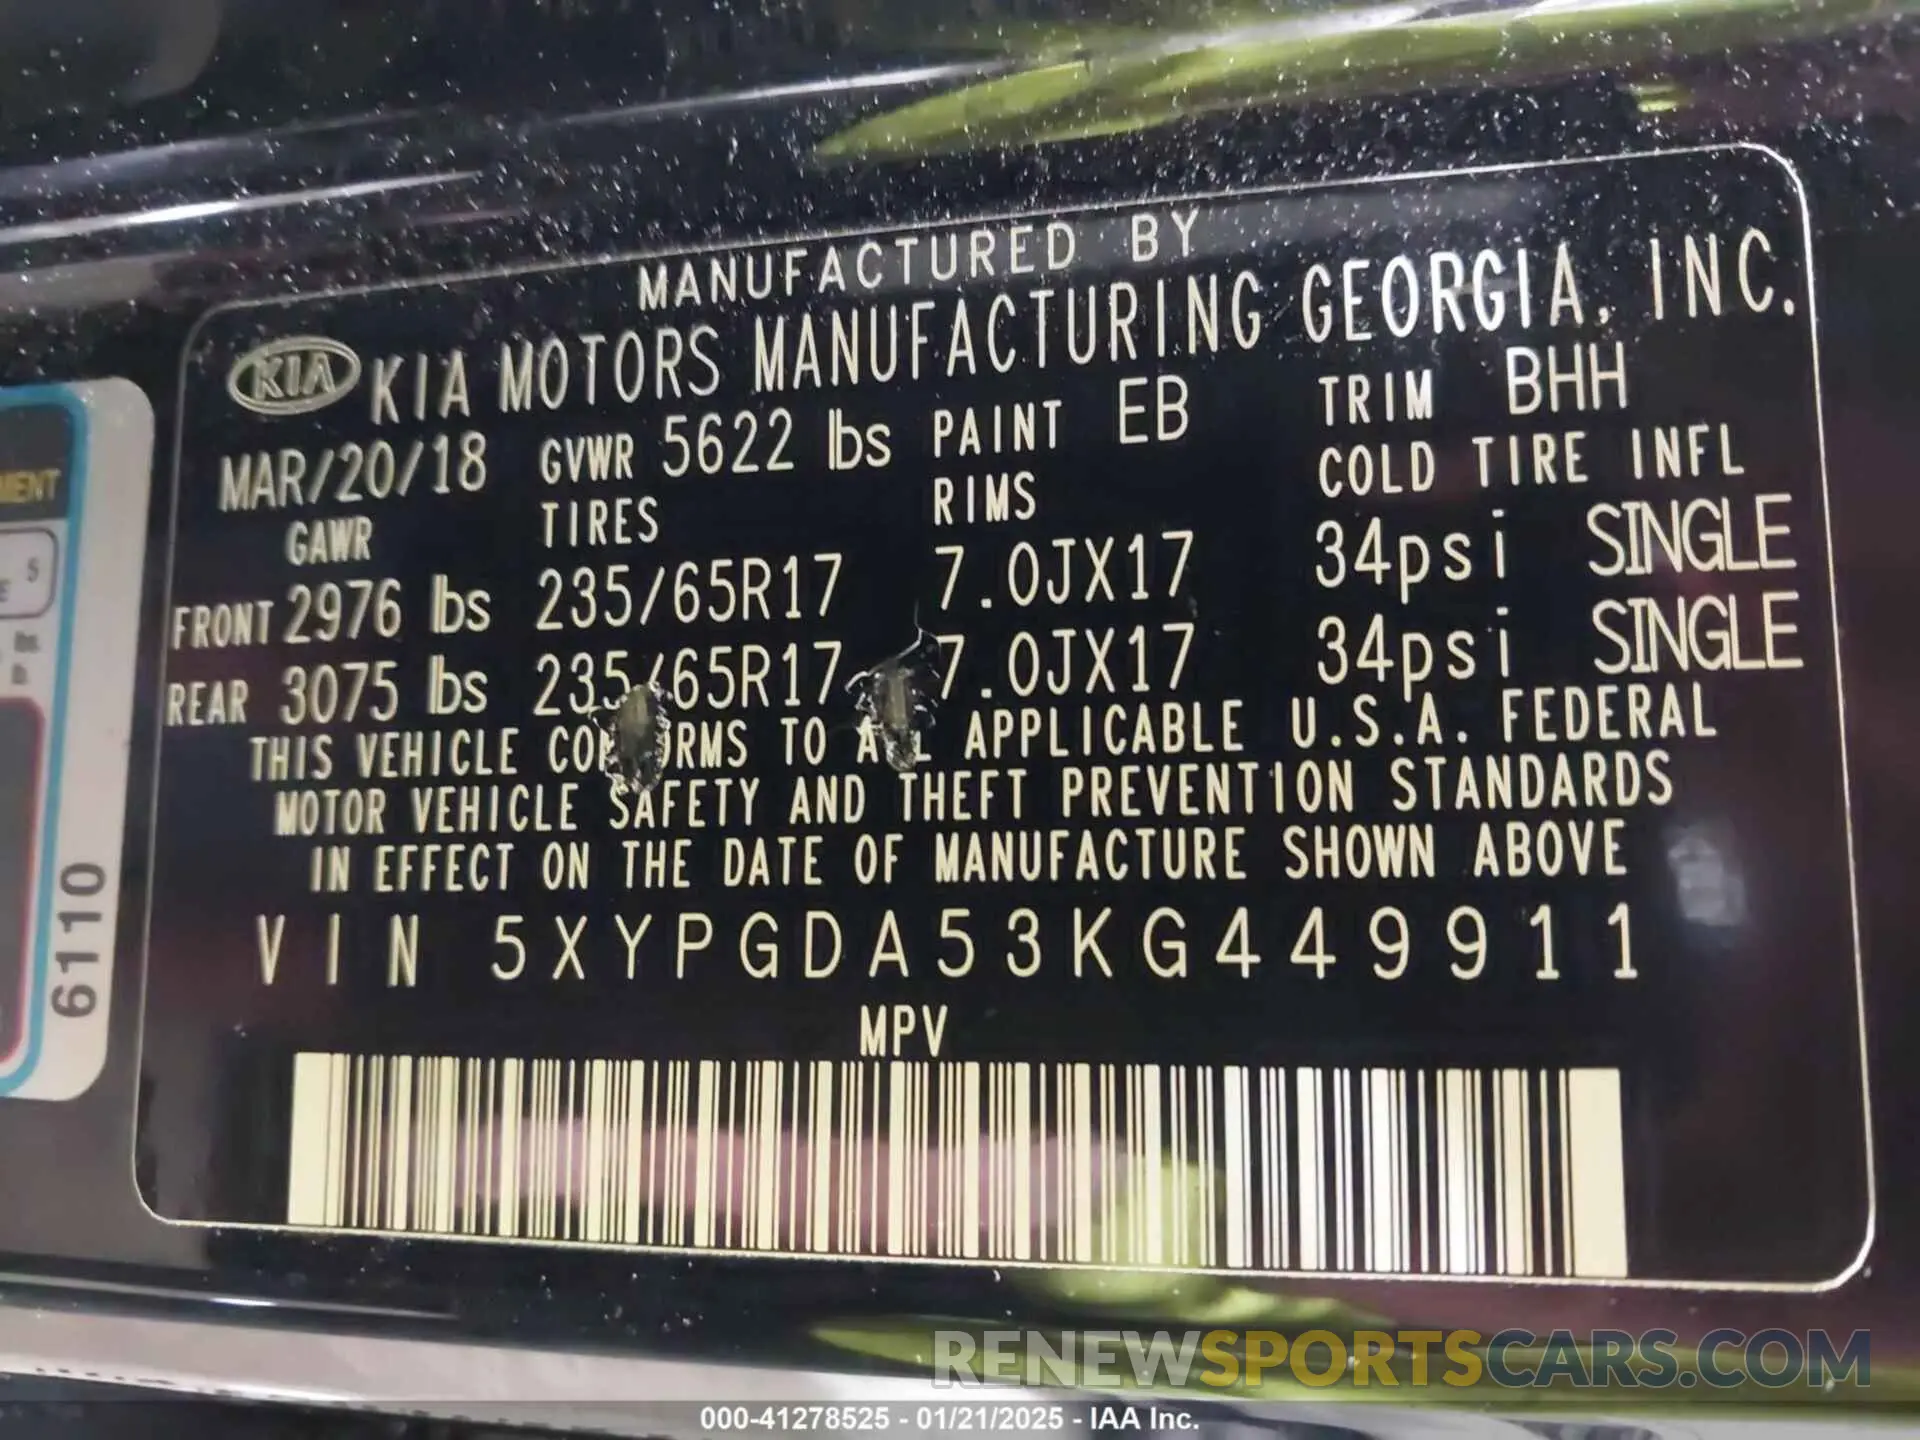 MANUFACTURED BY
KIA KIA MOTORS MANUFACTURING GEORGIA, INC.
MAR/20/18 GVWR 5622 lbs PAINT EB TRIM BHH
GAWR TIRES RIMS COLD TIRE INFL
FRONT 2976 lbs 235/65R17 7.0JX17 34psi SINGLE
REAR 3075 lbs 235/65R17 7.0JX17 34psi SINGLE
THIS VEHICLE CONFORMS TO ALL APPLICABLE U.S.A. FEDERAL
MOTOR VEHICLE SAFETY AND THEFT PREVENTION STANDARDS
IN EFFECT ON THE DATE OF MANUFACTURE SHOWN ABOVE
VIN 5XYPGDA53KG449911
MPV
5
lbs.
lb.
6110
RENEWSPORTSCARS.COM
000-41278525 - 01/21/2025 - IAA Inc.